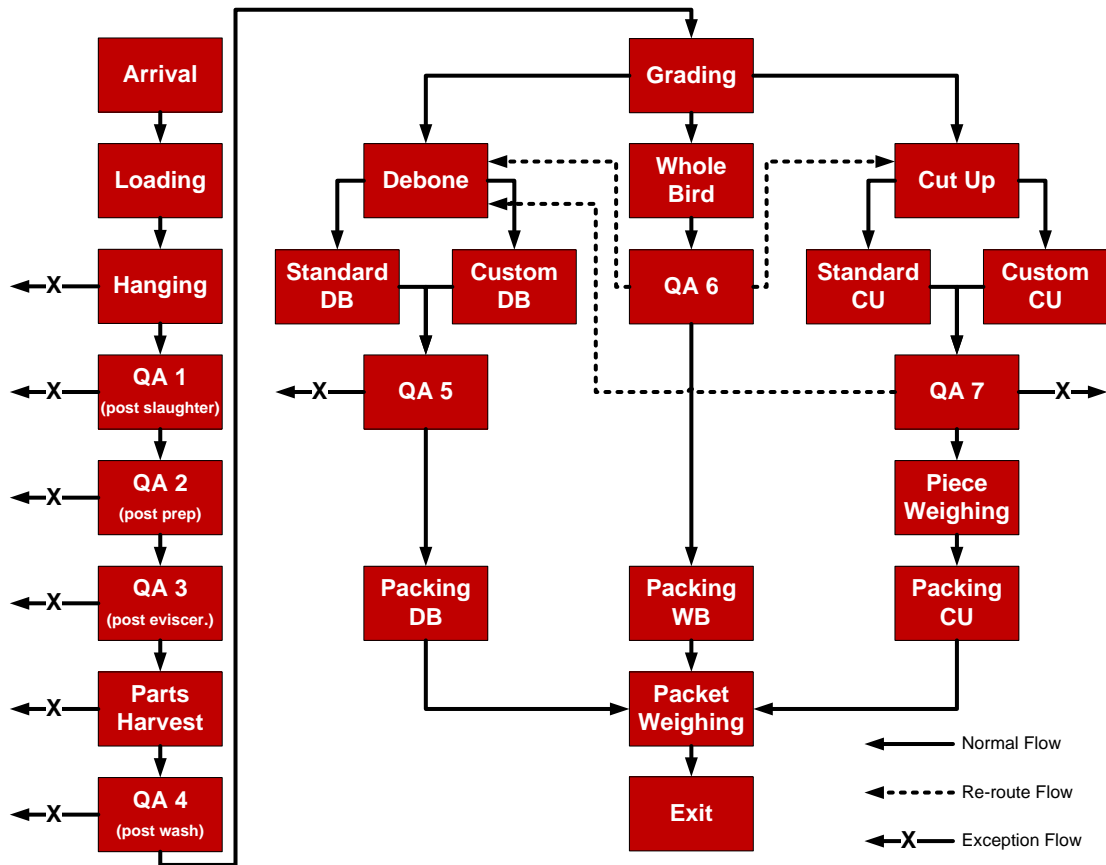 Arrival
Loading
X
Hanging
X
QA 1
(post slaughter)
X
QA 2
(post prep)
X
QA 3
(post eviscer.)
X
Parts
Harvest
X
QA 4
(post wash)
Grading
Debone
Whole
Bird
Cut Up
Standard
DB
Custom
DB
QA 6
Standard
CU
Custom
CU
X
QA 5
QA 7
X
Piece
Weighing
Packing
DB
Packing
WB
Packing
CU
Packet
Weighing
Exit
Normal Flow
Re-route Flow
X
Exception Flow